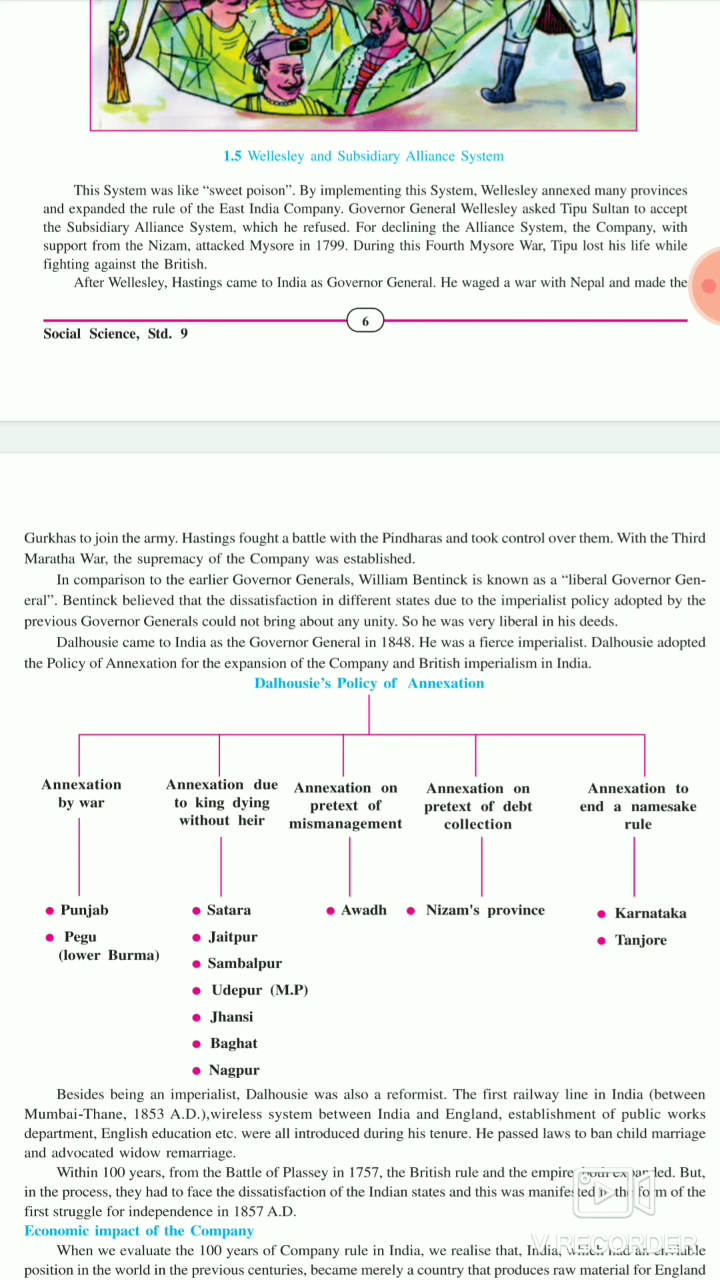 1.5 Wellesley and Subsidiary Alliance System
This System was like “sweet poison”. By implementing this System, Wellesley annexed many provinces
and expanded the rule of the East India Company. Governor General Wellesley asked Tipu Sultan to accept
the Subsidiary Alliance System, which he refused. For declining the Alliance System, the Company, with
support from the Nizam, attacked Mysore in 1799. During this Fourth Mysore War, Tipu lost his life while
fighting against the British.
After Wellesley, Hastings came to India as Governor General. He waged a war with Nepal and made the
6
Social Science, Std. 9
Gurkhas to join the army. Hastings fought a battle with the Pindharas and took control over them. With the Third
Maratha War, the supremacy of the Company was established.
In comparison to the earlier Governor Generals, William Bentinck is known as a “liberal Governor Gen-
eral”. Bentinck believed that the dissatisfaction in different states due to the imperialist policy adopted by the
previous Governor Generals could not bring about any unity. So he was very liberal in his deeds.
Dalhousie came to India as the Governor General in 1848. He was a fierce imperialist. Dalhousie adopted
the Policy of Annexation for the expansion of the Company and British imperialism in India.
Dalhousie’s Policy of Annexation
Annexation
by war
Annexation due
to king dying
without heir
Annexation on
pretext of
mismanagement
Annexation on
pretext of debt
collection
Annexation to
end a namesake
rule
• Punjab
• Pegu
(lower Burma)
• Satara
• Jaitpur
• Sambalpur
• Udepur (M.P)
• Jhansi
• Baghat
• Nagpur
• Awadh
• Nizam's province
• Karnataka
• Tanjore
Besides being an imperialist, Dalhousie was also a reformist. The first railway line in India (between
Mumbai-Thane, 1853 A.D.),wireless system between India and England, establishment of public works
department, English education etc. were all introduced during his tenure. He passed laws to ban child marriage
and advocated widow remarriage.
Within 100 years, from the Battle of Plassey in 1757, the British rule and the empire both expanded. But,
in the process, they had to face the dissatisfaction of the Indian states and this was manifested in the form of the
first struggle for independence in 1857 A.D.
Economic impact of the Company
When we evaluate the 100 years of Company rule in India, we realise that, India, which had an enviable
position in the world in the previous centuries, became merely a country that produces raw material for England
V RECORDER